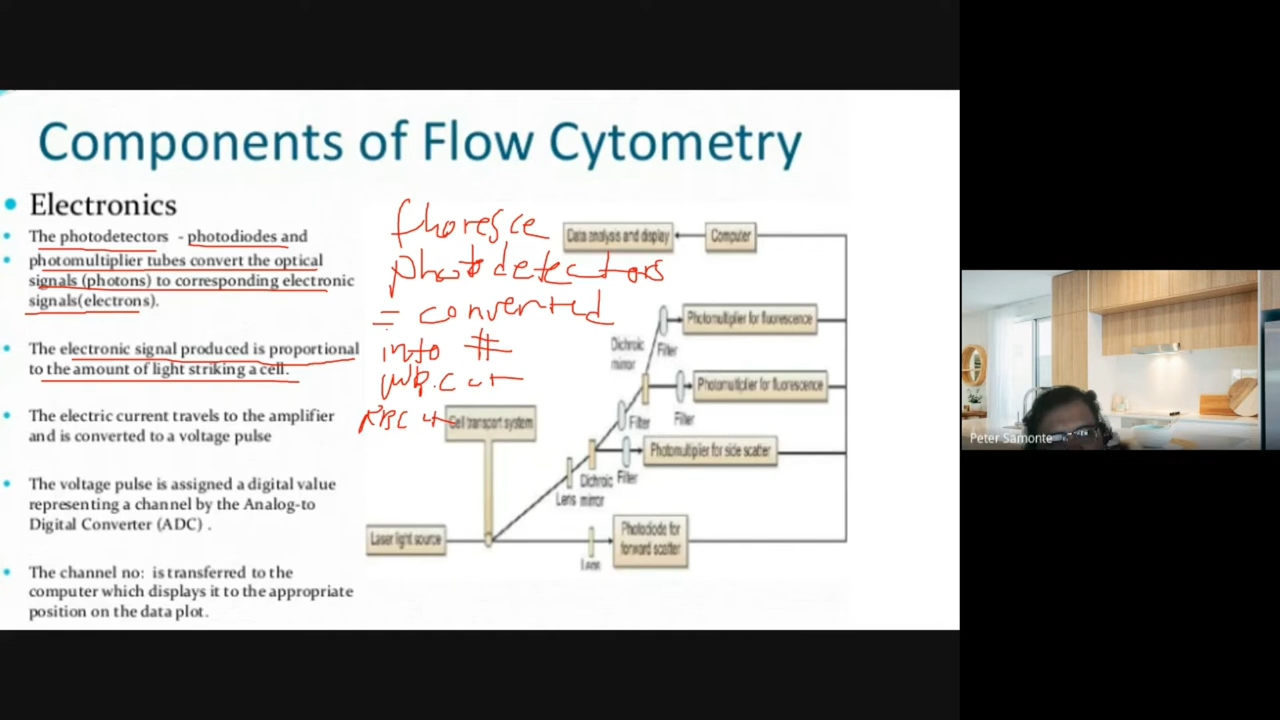 Components of Flow Cytometry
Electronics
The photodetectors - photodiodes and
photomultiplier tubes convert the optical
signals (photons) to corresponding electronic
signals(electrons).
The electronic signal produced is proportional
to the amount of light striking a cell.
The electric current travels to the amplifier
and is converted to a voltage pulse
The voltage pulse is assigned a digital value
representing a channel by the Analog-to
Digital Converter (ADC) .
The channel no: is transferred to the
computer which displays it to the appropriate
position on the data plot.
photodetectors
= converted
into #
RBC
Data analysis and display
Computer
Photomultiplier for fluorescence
Dichroic
mirror
Filter
Photomultiplier for fluorescence
Filter
Filter
Cell transport system
Photomultiplier for side scatter
Filter
Dichroic
mirror
Lens
Laser light source
Photodiode for
forward scatter
Lens
Peter Samonte